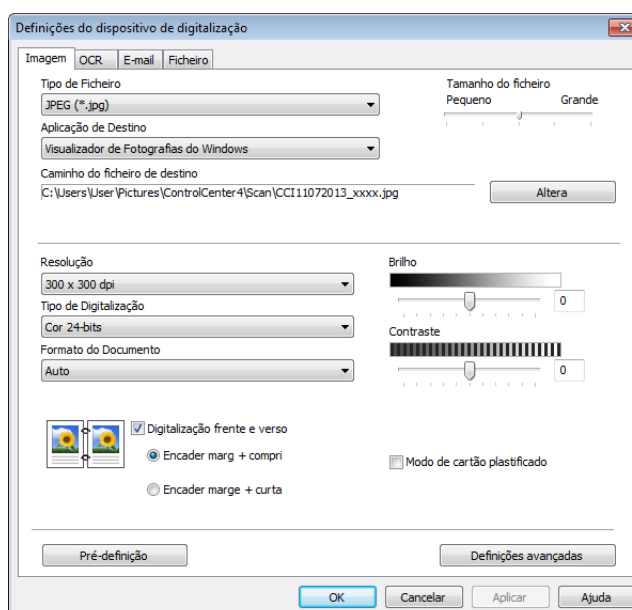 Definições do dispositivo de digitalização
Imagem OCR E-mail Ficheiro
Tipo de Ficheiro
JPEG (*.jpg)
Tamanho do ficheiro
Pequeno Grande
Aplicação de Destino
Visualizador de Fotografias do Windows
Caminho do ficheiro de destino
C:\Users\User\Pictures\ControlCenter4\Scan\CCI11072013_xxxx.jpg
Altera
Resolução
300 x 300 dpi
Tipo de Digitalização
Cor 24-bits
Formato do Documento
Auto
Brilho
0
Contraste
0
Digitalização frente e verso
Encader marg + compri
Encader marge + curta
Modo de cartão plastificado
Pré-definição
Definições avançadas
OK Cancelar Aplicar Ajuda